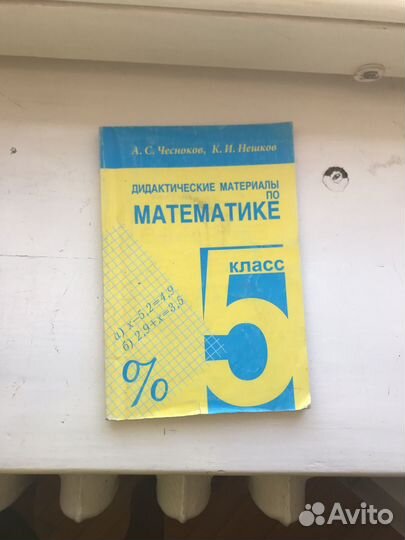 А. С. Чесноков, К. И. Нешков
ДИДАКТИЧЕСКИЕ МАТЕРИАЛЫ
ПО
МАТЕМАТИКЕ
класс
5
а) x−5,2=4,9
б) 2,9+x=3,5
%
Avito